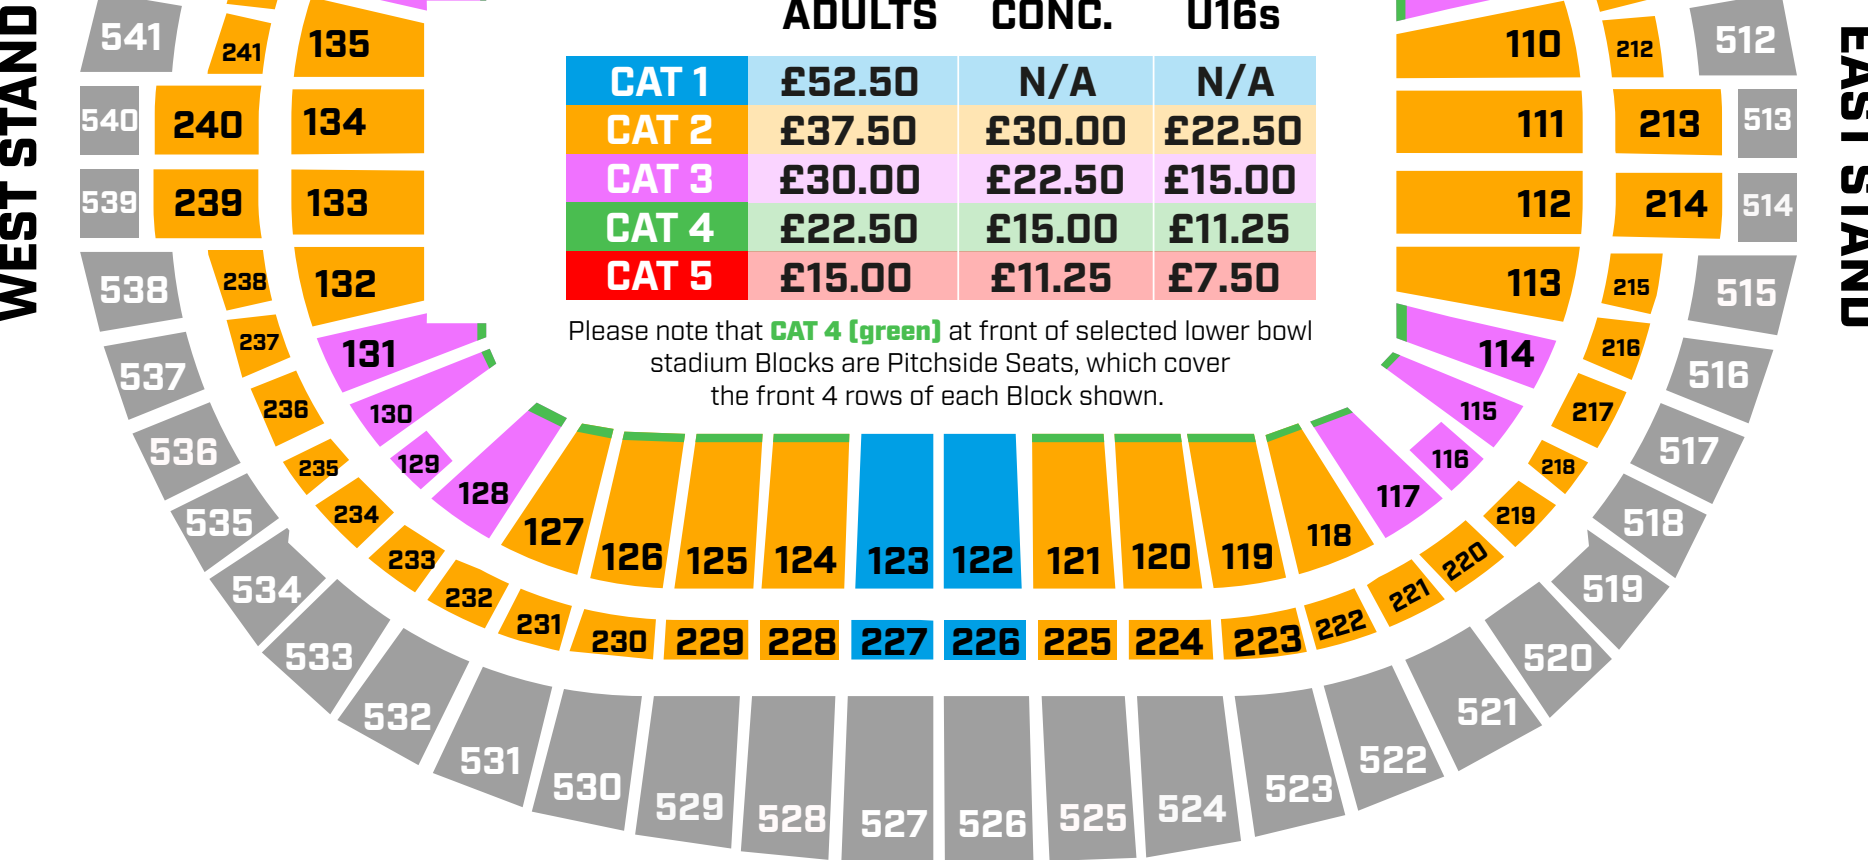 WEST STAND
EAST STAND
ADULTS CONC. U16s
CAT 1 £52.50 N/A N/A
CAT 2 £37.50 £30.00 £22.50
CAT 3 £30.00 £22.50 £15.00
CAT 4 £22.50 £15.00 £11.25
CAT 5 £15.00 £11.25 £7.50
Please note that CAT 4 (green) at front of selected lower bowl
stadium Blocks are Pitchside Seats, which cover
the front 4 rows of each Block shown.
541 241 135 110 212 512
540 240 134 111 213 513
539 239 133 112 214 514
538 238 132 113 215 515
537 237 131 114 216 516
536 236 130 115 217 517
535 235 129 116 218 518
534 234 128 117 219 519
533 233 127 126 125 124 123 122 121 120 119 118 220 520
532 232 231 230 229 228 227 226 225 224 223 222 221 521
531 530 529 528 527 526 525 524 523 522